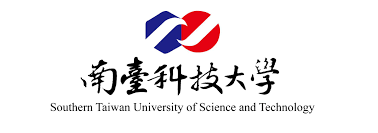 南臺科技大學
Southern Taiwan University of Science and Technology